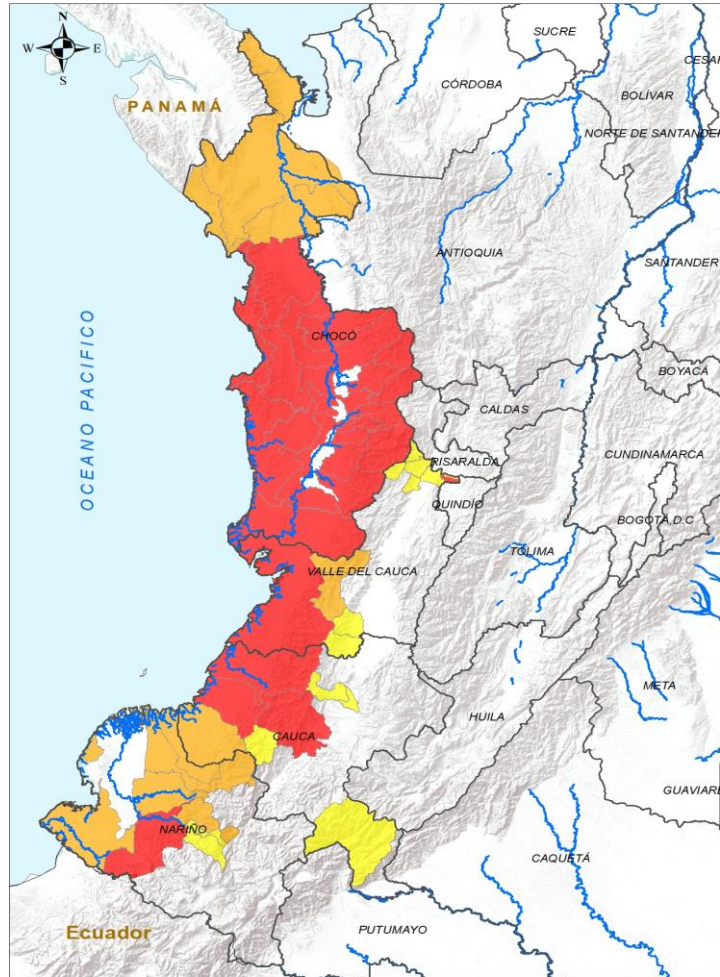 N
W E
S
PANAMÁ
SUCRE
CÓRDOBA
CESAR
BOLÍVAR
NORTE DE SANTANDER
ANTIOQUIA
SANTANDER
OCEANO PACIFICO
CHOCÓ
BOYACÁ
CALDAS
CUNDINAMARCA
RISARALDA
QUINDÍO
BOGOTÁ, D.C
TOLIMA
VALLE DEL CAUCA
META
HUILA
CAUCA
GUAVIARE
NARIÑO
CAQUETÁ
Ecuador
PUTUMAYO